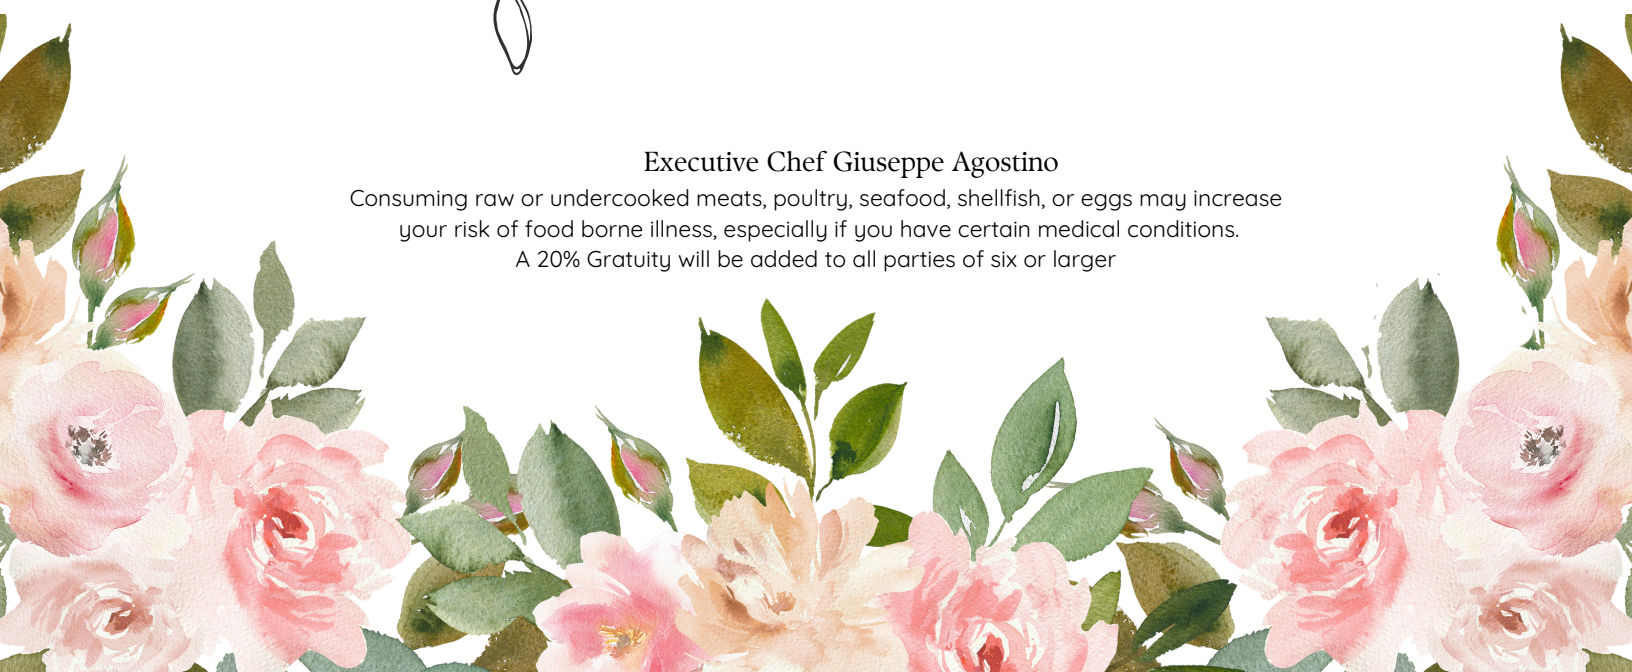 Executive Chef Giuseppe Agostino
Consuming raw or undercooked meats, poultry, seafood, shellfish, or eggs may increase
your risk of food borne illness, especially if you have certain medical conditions.
A 20% Gratuity will be added to all parties of six or larger